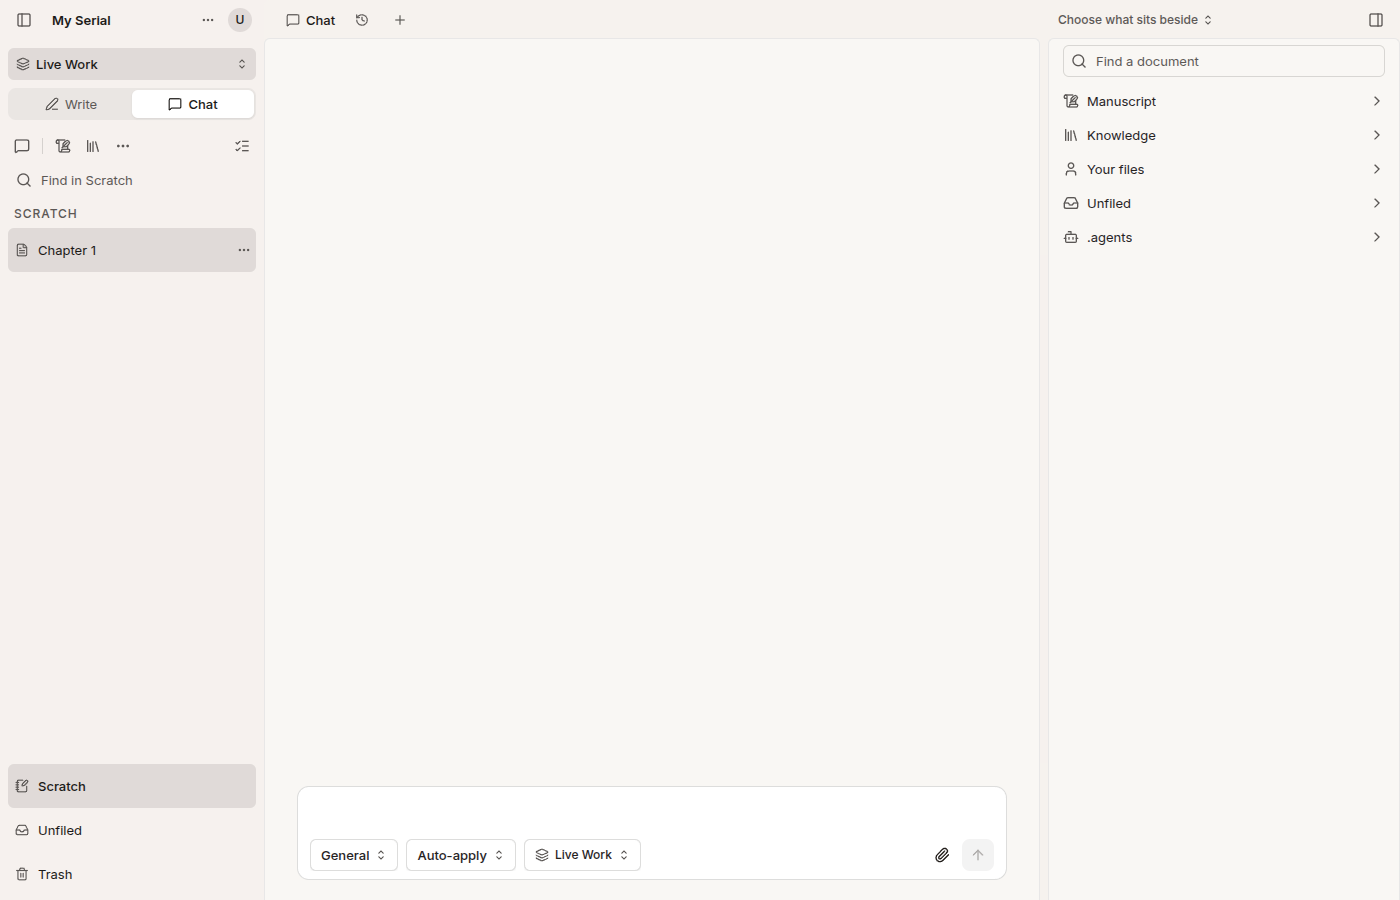 My Serial
U
Live Work
Write
Chat
Find in Scratch
SCRATCH
Chapter 1
Scratch
Unfiled
Trash
Chat
General
Auto-apply
Live Work
Choose what sits beside
Find a document
Manuscript
Knowledge
Your files
Unfiled
.agents